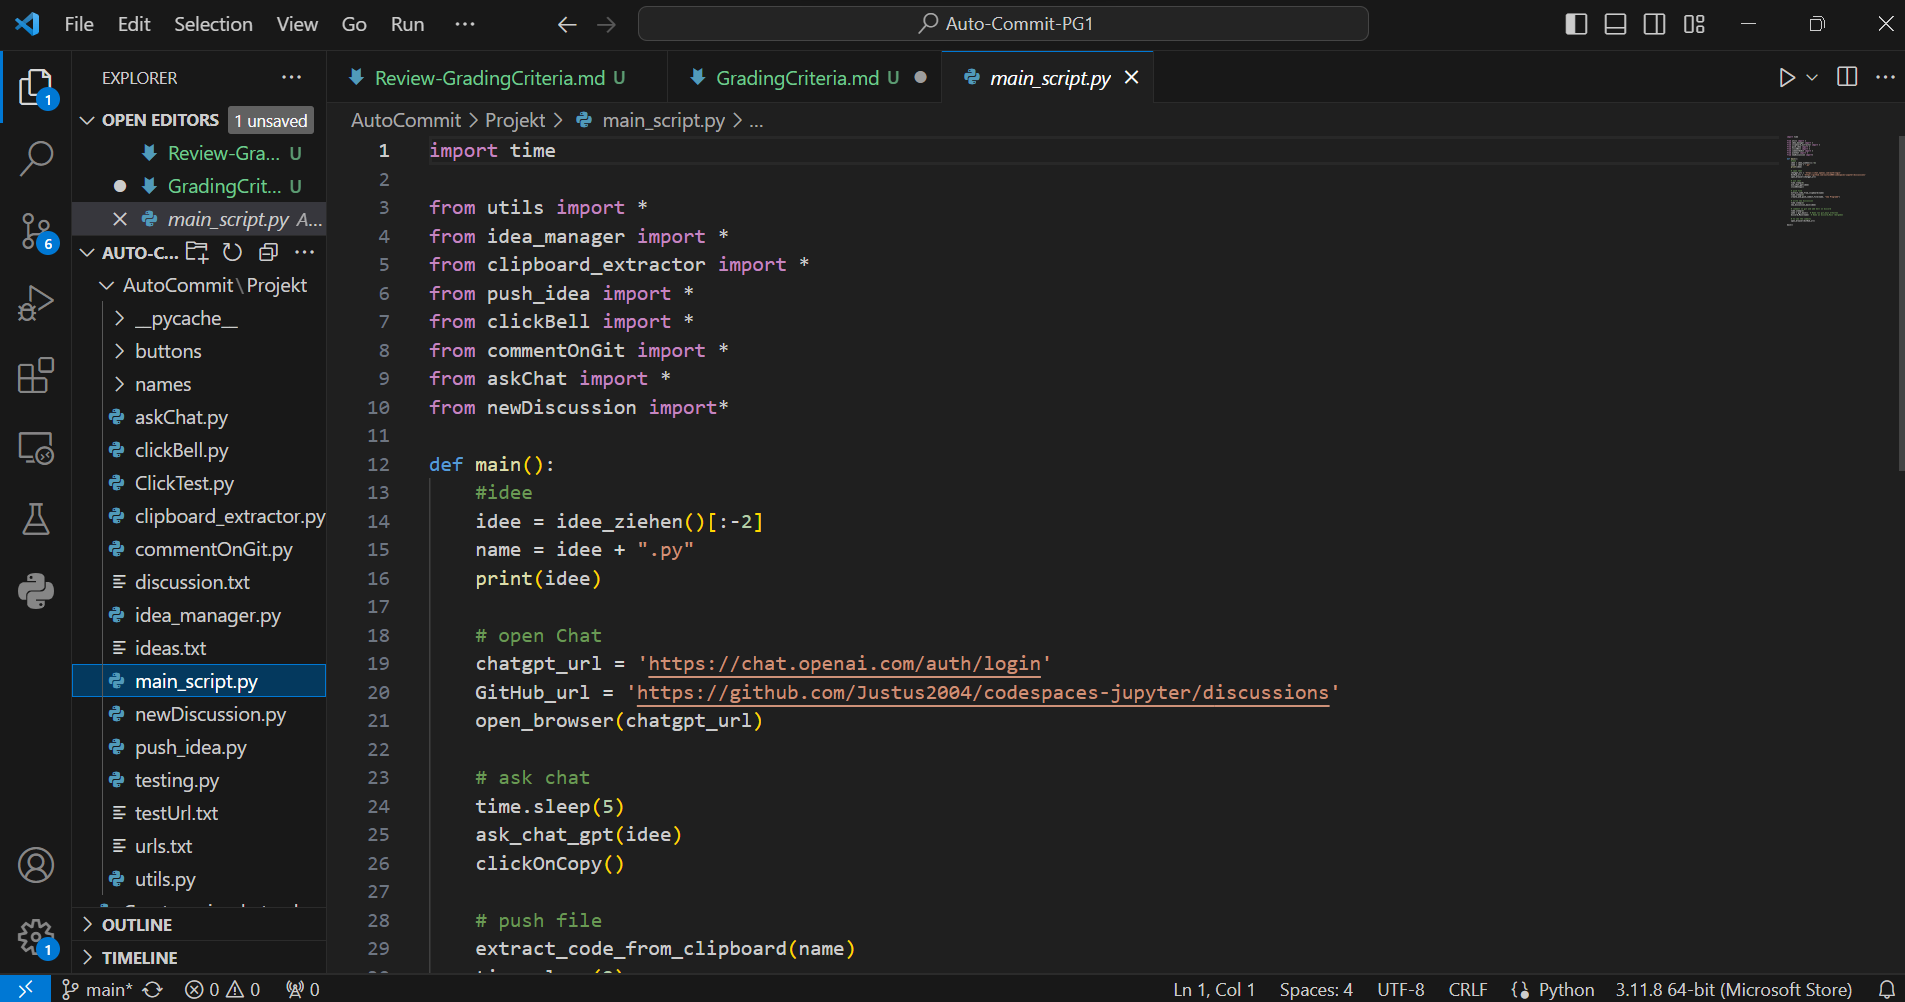 File Edit Selection View Go Run ···
Auto-Commit-PG1
EXPLORER
OPEN EDITORS 1 unsaved
Review-Gra... U
GradingCrit... U
main_script.py A...
AUTO-C...
AutoCommit\Projekt
__pycache__
buttons
names
askChat.py
clickBell.py
ClickTest.py
clipboard_extractor.py
commentOnGit.py
discussion.txt
idea_manager.py
ideas.txt
main_script.py
newDiscussion.py
push_idea.py
testing.py
testUrl.txt
urls.txt
utils.py
OUTLINE
TIMELINE
1
6
1
Review-GradingCriteria.md U
GradingCriteria.md U
main_script.py
AutoCommit > Projekt > main_script.py > ...
1 import time
2
3 from utils import *
4 from idea_manager import *
5 from clipboard_extractor import *
6 from push_idea import *
7 from clickBell import *
8 from commentOnGit import *
9 from askChat import *
10 from newDiscussion import*
11
12 def main():
13 #idee
14 idee = idee_ziehen()[:-2]
15 name = idee + ".py"
16 print(idee)
17
18 # open Chat
19 chatgpt_url = 'https://chat.openai.com/auth/login'
20 GitHub_url = 'https://github.com/Justus2004/codespaces-jupyter/discussions'
21 open_browser(chatgpt_url)
22
23 # ask chat
24 time.sleep(5)
25 ask_chat_gpt(idee)
26 clickOnCopy()
27
28 # push file
29 extract_code_from_clipboard(name)
main* 0 0 0
Ln 1, Col 1 Spaces: 4 UTF-8 CRLF Python 3.11.8 64-bit (Microsoft Store)